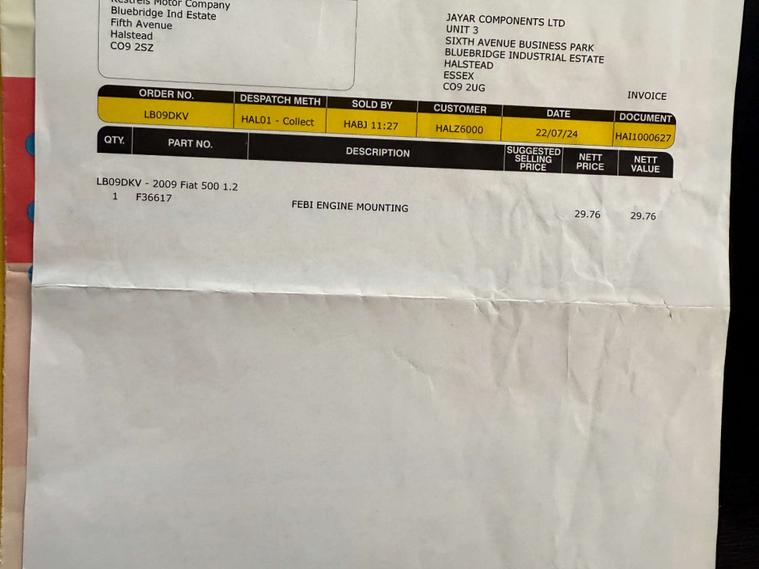 Kestrels Motor Company
Bluebridge Ind Estate
Fifth Avenue
Halstead
CO9 2SZ
JAYAR COMPONENTS LTD
UNIT 3
SIXTH AVENUE BUSINESS PARK
BLUEBRIDGE INDUSTRIAL ESTATE
HALSTEAD
ESSEX
CO9 2UG
INVOICE
ORDER NO. DESPATCH METH SOLD BY CUSTOMER DATE DOCUMENT
LB09DKV HAL01 - Collect HABJ 11:27 HALZ6000 22/07/24 HAI1000627
QTY. PART NO. DESCRIPTION SUGGESTED SELLING PRICE NETT PRICE NETT VALUE
LB09DKV - 2009 Fiat 500 1.2
1 F36617 FEBI ENGINE MOUNTING 29.76 29.76